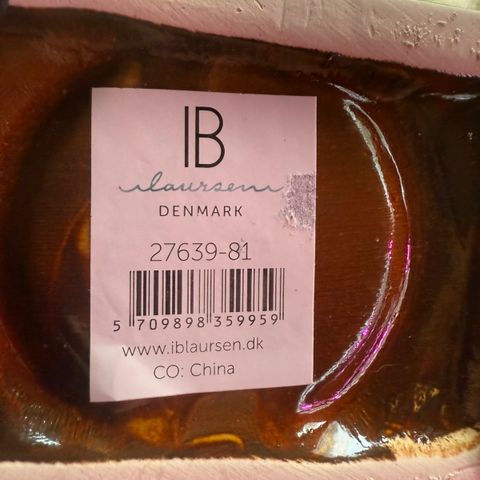 IB
laursen
DENMARK
27639-81
5 709898 359959
www.iblaursen.dk
CO: China